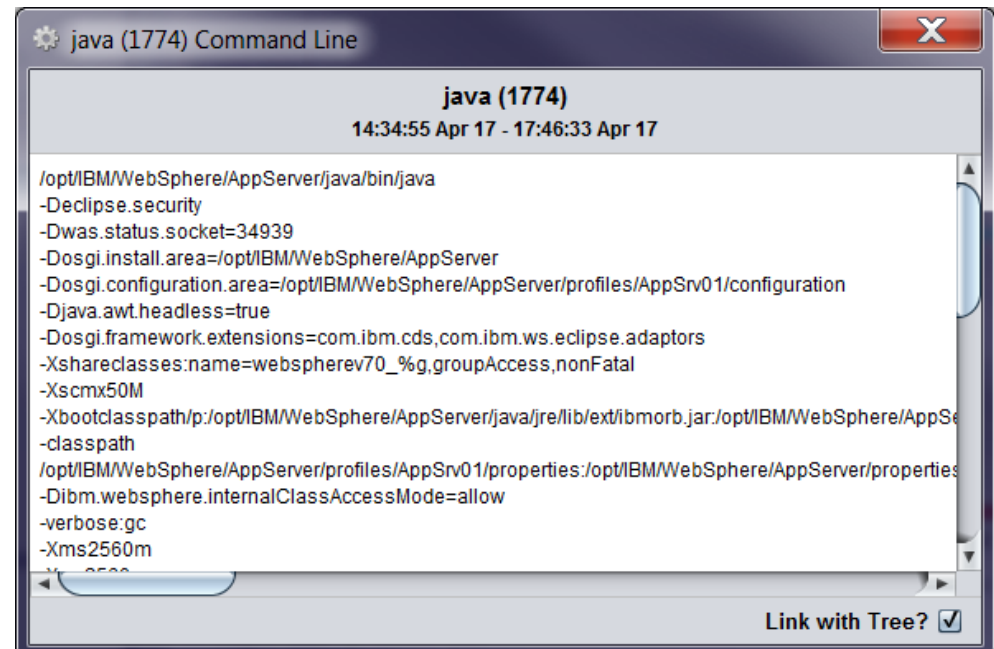 java (1774) Command Line
java (1774)
14:34:55 Apr 17 - 17:46:33 Apr 17
/opt/IBM/WebSphere/AppServer/java/bin/java
-Declipse.security
-Dwas.status.socket=34939
-Dosgi.install.area=/opt/IBM/WebSphere/AppServer
-Dosgi.configuration.area=/opt/IBM/WebSphere/AppServer/profiles/AppSrv01/configuration
-Djava.awt.headless=true
-Dosgi.framework.extensions=com.ibm.cds,com.ibm.ws.eclipse.adaptors
-Xshareclasses:name=webspherev70_%g,groupAccess,nonFatal
-Xscmx50M
-Xbootclasspath/p:/opt/IBM/WebSphere/AppServer/java/jre/lib/ext/ibmorb.jar:/opt/IBM/WebSphere/AppSe
-classpath
/opt/IBM/WebSphere/AppServer/profiles/AppSrv01/properties:/opt/IBM/WebSphere/AppServer/properties
-Dibm.websphere.internalClassAccessMode=allow
-verbose:gc
-Xms2560m
Link with Tree?